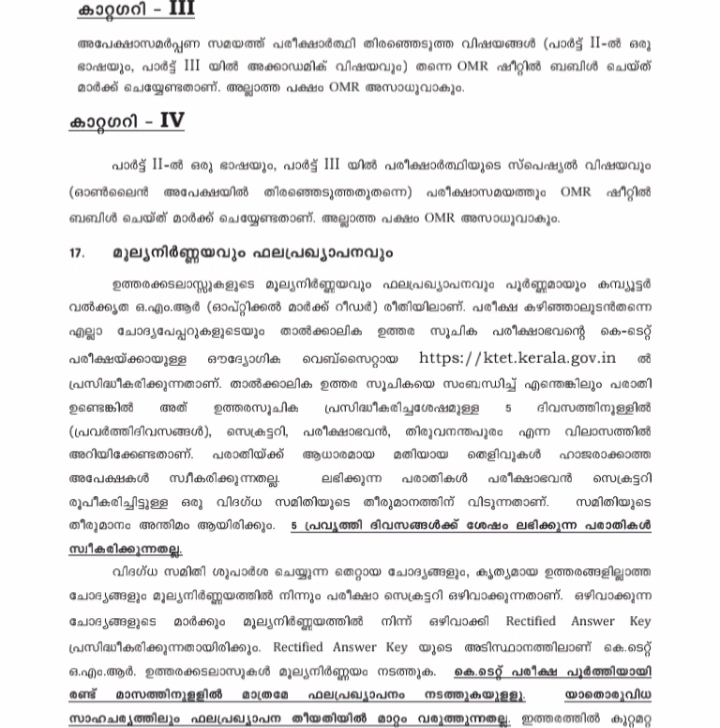 കാറ്റഗറി - III
അപേക്ഷാസമർപ്പണ സമയത്ത് പരീക്ഷാർത്ഥി തിരഞ്ഞെടുത്ത വിഷയങ്ങൾ (പാർട്ട് II-ൽ ഒരു
ഭാഷയും, പാർട്ട് III യിൽ അക്കാഡമിക് വിഷയവും) തന്നെ OMR ഷീറ്റിൽ ബബിൾ ചെയ്ത്
മാർക്ക് ചെയ്യേണ്ടതാണ്. അല്ലാത്ത പക്ഷം OMR അസാധുവാകും.
കാറ്റഗറി - IV
പാർട്ട് II-ൽ ഒരു ഭാഷയും, പാർട്ട് III യിൽ പരീക്ഷാർത്ഥിയുടെ സ്പെഷ്യൽ വിഷയവും
(ഓൺലൈൻ അപേക്ഷയിൽ തിരഞ്ഞെടുത്തതുതന്നെ) പരീക്ഷാസമയത്തും OMR ഷീറ്റിൽ
ബബിൾ ചെയ്ത് മാർക്ക് ചെയ്യേണ്ടതാണ്. അല്ലാത്ത പക്ഷം OMR അസാധുവാകും.
17. മൂല്യനിർണ്ണയവും ഫലപ്രഖ്യാപനവും
ഉത്തരക്കടലാസ്സുകളുടെ മൂല്യനിർണ്ണയവും ഫലപ്രഖ്യാപനവും പൂർണ്ണമായും കമ്പ്യൂട്ടർ
വൽക്കൃത ഒ.എം.ആർ (ഓപ്റ്റിക്കൽ മാർക്ക് റീഡർ) രീതിയിലാണ്. പരീക്ഷ കഴിഞ്ഞാലുടൻതന്നെ
എല്ലാ ചോദ്യപേപ്പറുകളുടെയും താൽക്കാലിക ഉത്തര സൂചിക പരീക്ഷാഭവന്റെ കെ-ടെറ്റ്
പരീക്ഷയ്ക്കായുള്ള ഔദ്യോഗിക വെബ്സൈറ്റായ https://ktet.kerala.gov.in ൽ
പ്രസിദ്ധീകരിക്കുന്നതാണ്. താൽക്കാലിക ഉത്തര സൂചികയെ സംബന്ധിച്ച് എന്തെങ്കിലും പരാതി
ഉണ്ടെങ്കിൽ അത് ഉത്തരസൂചിക പ്രസിദ്ധീകരിച്ചശേഷമുള്ള 5 ദിവസത്തിനുള്ളിൽ
(പ്രവർത്തിദിവസങ്ങൾ), സെക്രട്ടറി, പരീക്ഷാഭവൻ, തിരുവനന്തപുരം എന്ന വിലാസത്തിൽ
അറിയിക്കേണ്ടതാണ്. പരാതിയ്ക്ക് ആധാരമായ മതിയായ തെളിവുകൾ ഹാജരാക്കാത്ത
അപേക്ഷകൾ സ്വീകരിക്കുന്നതല്ല. ലഭിക്കുന്ന പരാതികൾ പരീക്ഷാഭവൻ സെക്രട്ടറി
രൂപീകരിച്ചിട്ടുള്ള ഒരു വിദഗ്ധ സമിതിയുടെ തീരുമാനത്തിന് വിടുന്നതാണ്. സമിതിയുടെ
തീരുമാനം അന്തിമം ആയിരിക്കും. 5 പ്രവൃത്തി ദിവസങ്ങൾക്ക് ശേഷം ലഭിക്കുന്ന പരാതികൾ
സ്വീകരിക്കുന്നതല്ല.
വിദഗ്ധ സമിതി ശുപാർശ ചെയ്യുന്ന തെറ്റായ ചോദ്യങ്ങളും, കൃത്യമായ ഉത്തരങ്ങളില്ലാത്ത
ചോദ്യങ്ങളും മൂല്യനിർണ്ണയത്തിൽ നിന്നും പരീക്ഷാ സെക്രട്ടറി ഒഴിവാക്കുന്നതാണ്. ഒഴിവാക്കുന്ന
ചോദ്യങ്ങളുടെ മാർക്കും മൂല്യനിർണ്ണയത്തിൽ നിന്ന് ഒഴിവാക്കി Rectified Answer Key
പ്രസിദ്ധീകരിക്കുന്നതായിരിക്കും. Rectified Answer Key യുടെ അടിസ്ഥാനത്തിലാണ് കെ.ടെറ്റ്
ഒ.എം.ആർ. ഉത്തരക്കടലാസുകൾ മൂല്യനിർണ്ണയം നടത്തുക. കെ.ടെറ്റ് പരീക്ഷ പൂർത്തിയായി
രണ്ട് മാസത്തിനുള്ളിൽ മാത്രമേ ഫലപ്രഖ്യാപനം നടത്തുകയുള്ളു. യാതൊരുവിധ
സാഹചര്യത്തിലും ഫലപ്രഖ്യാപന തീയതിയിൽ മാറ്റം വരുത്തുന്നതല്ല. ഇത്തരത്തിൽ കുറ്റമറ്റ